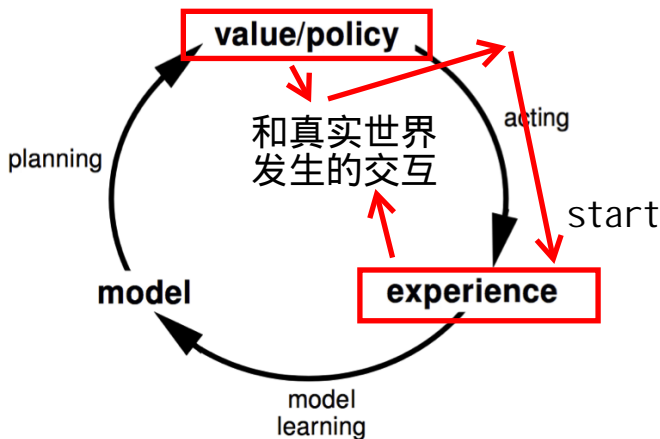 value/policy
acting
和真实世界
发生的交互
planning
start
model
experience
model
learning